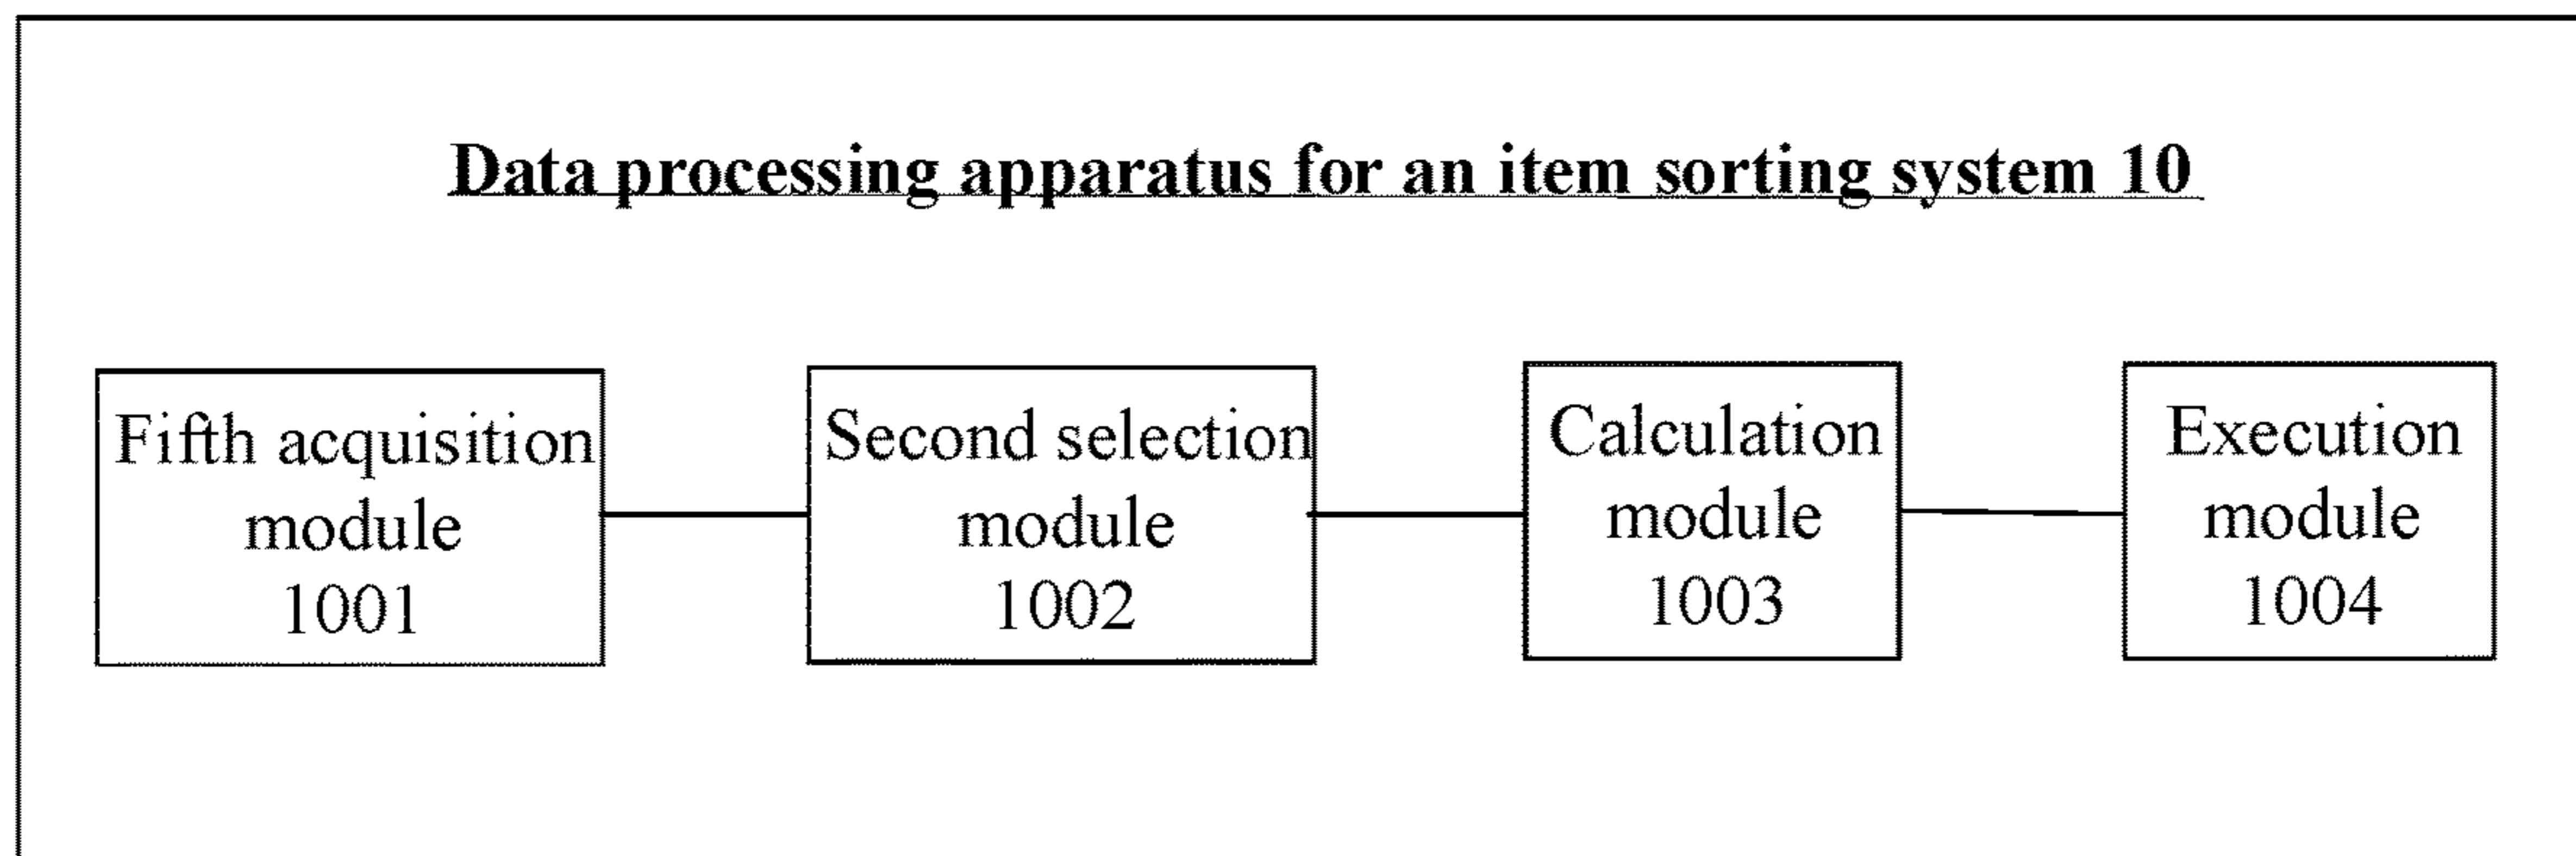 Data processing apparatus for an item sorting system 10
Fifth acquisition
module
1001
Second selection
module
1002
Calculation
module
1003
Execution
module
1004